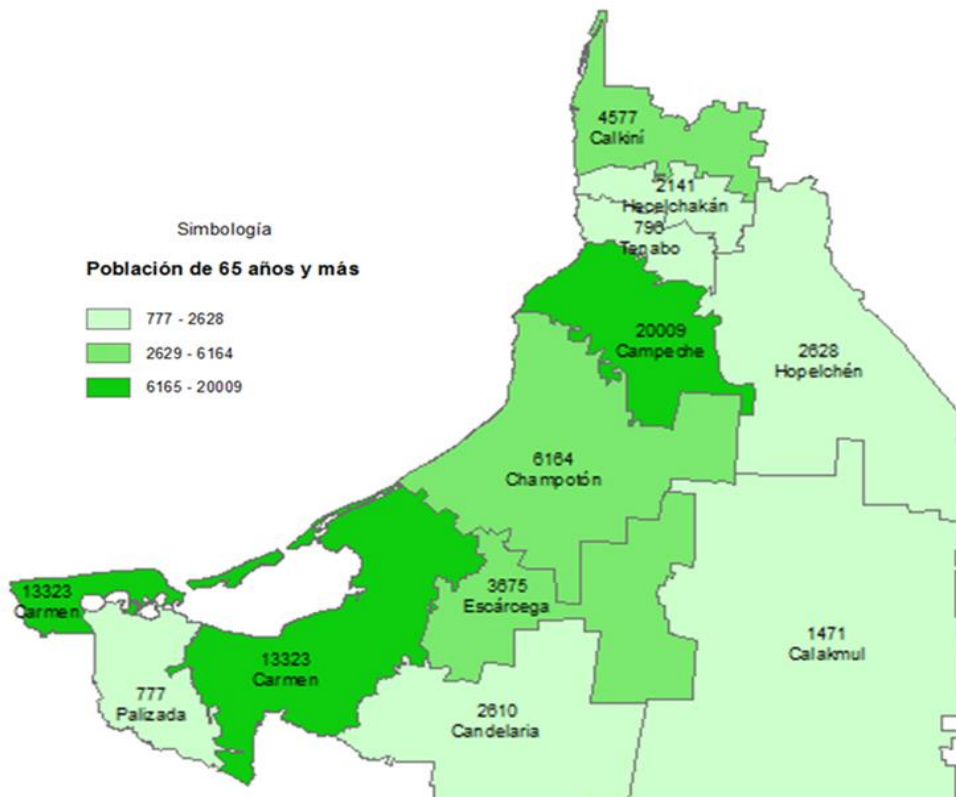 4577
Calkiní
2141
Hecelchakán
796
Tenabo
Simbología
Población de 65 años y más
777 - 2628
2629 - 6164
6165 - 20009
20009
Campeche
2628
Hopelchén
6164
Champotón
13323
Carmen
3675
Escárcega
1471
Calakmul
13323
Carmen
777
Palizada
2610
Candelaria